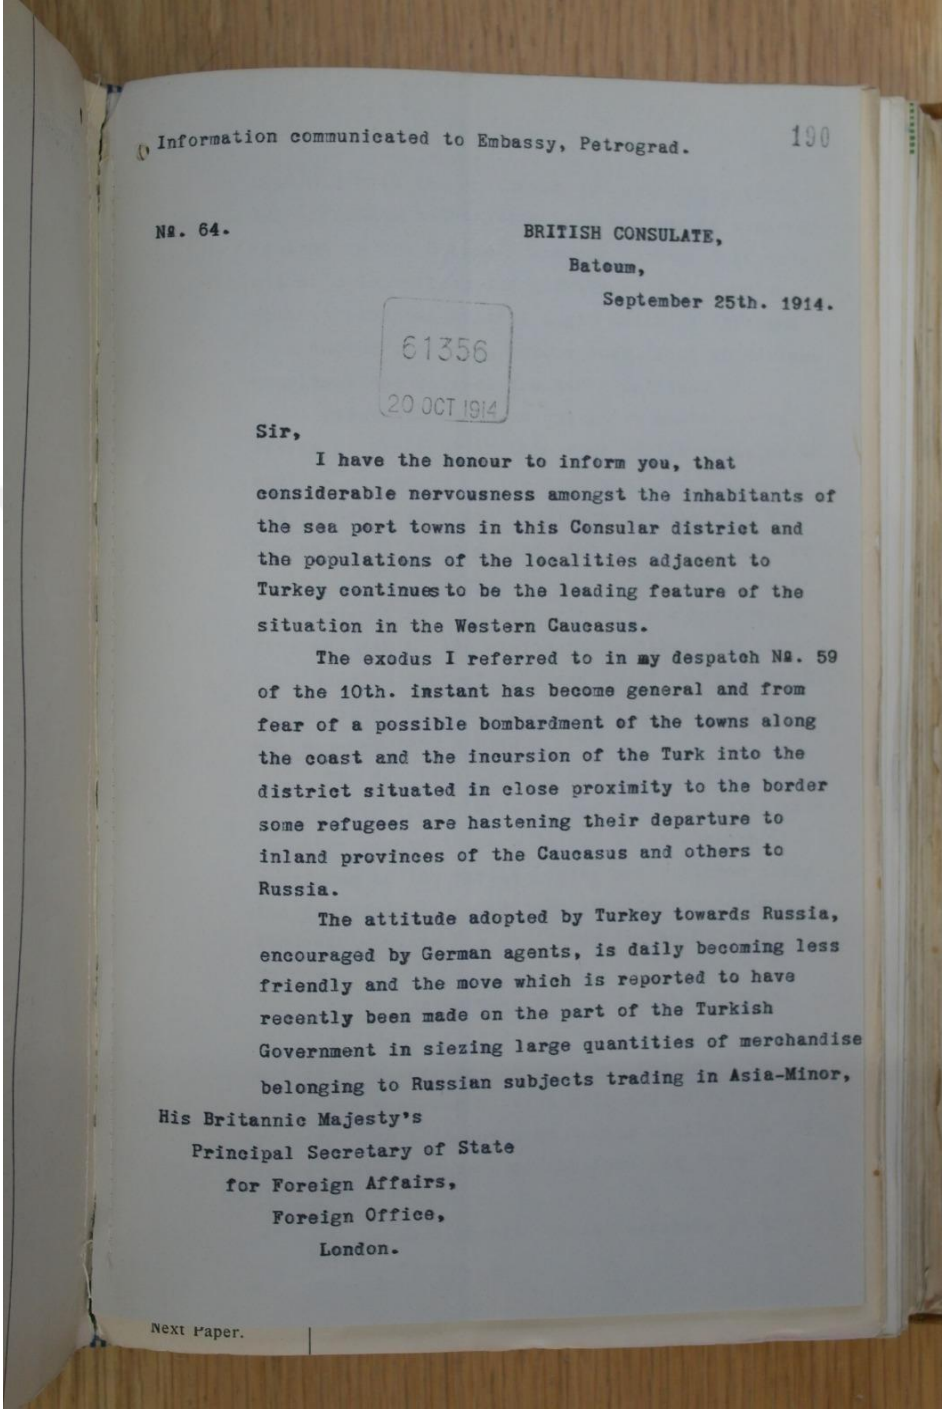 Information communicated to Embassy, Petrograd.
190
No. 64.
BRITISH CONSULATE,
Batoum,
September 25th. 1914.
61356
20 OCT 1914
Sir,
I have the honour to inform you, that
considerable nervousness amongst the inhabitants of
the sea port towns in this Consular district and
the populations of the localities adjacent to
Turkey continues to be the leading feature of the
situation in the Western Caucasus.
The exodus I referred to in my despatch No. 59
of the 10th. instant has become general and from
fear of a possible bombardment of the towns along
the coast and the incursion of the Turk into the
district situated in close proximity to the border
some refugees are hastening their departure to
inland provinces of the Caucasus and others to
Russia.
The attitude adopted by Turkey towards Russia,
encouraged by German agents, is daily becoming less
friendly and the move which is reported to have
recently been made on the part of the Turkish
Government in siezing large quantities of merchandise
belonging to Russian subjects trading in Asia-Minor,
His Britannic Majesty's
Principal Secretary of State
for Foreign Affairs,
Foreign Office,
London.
Next Paper.